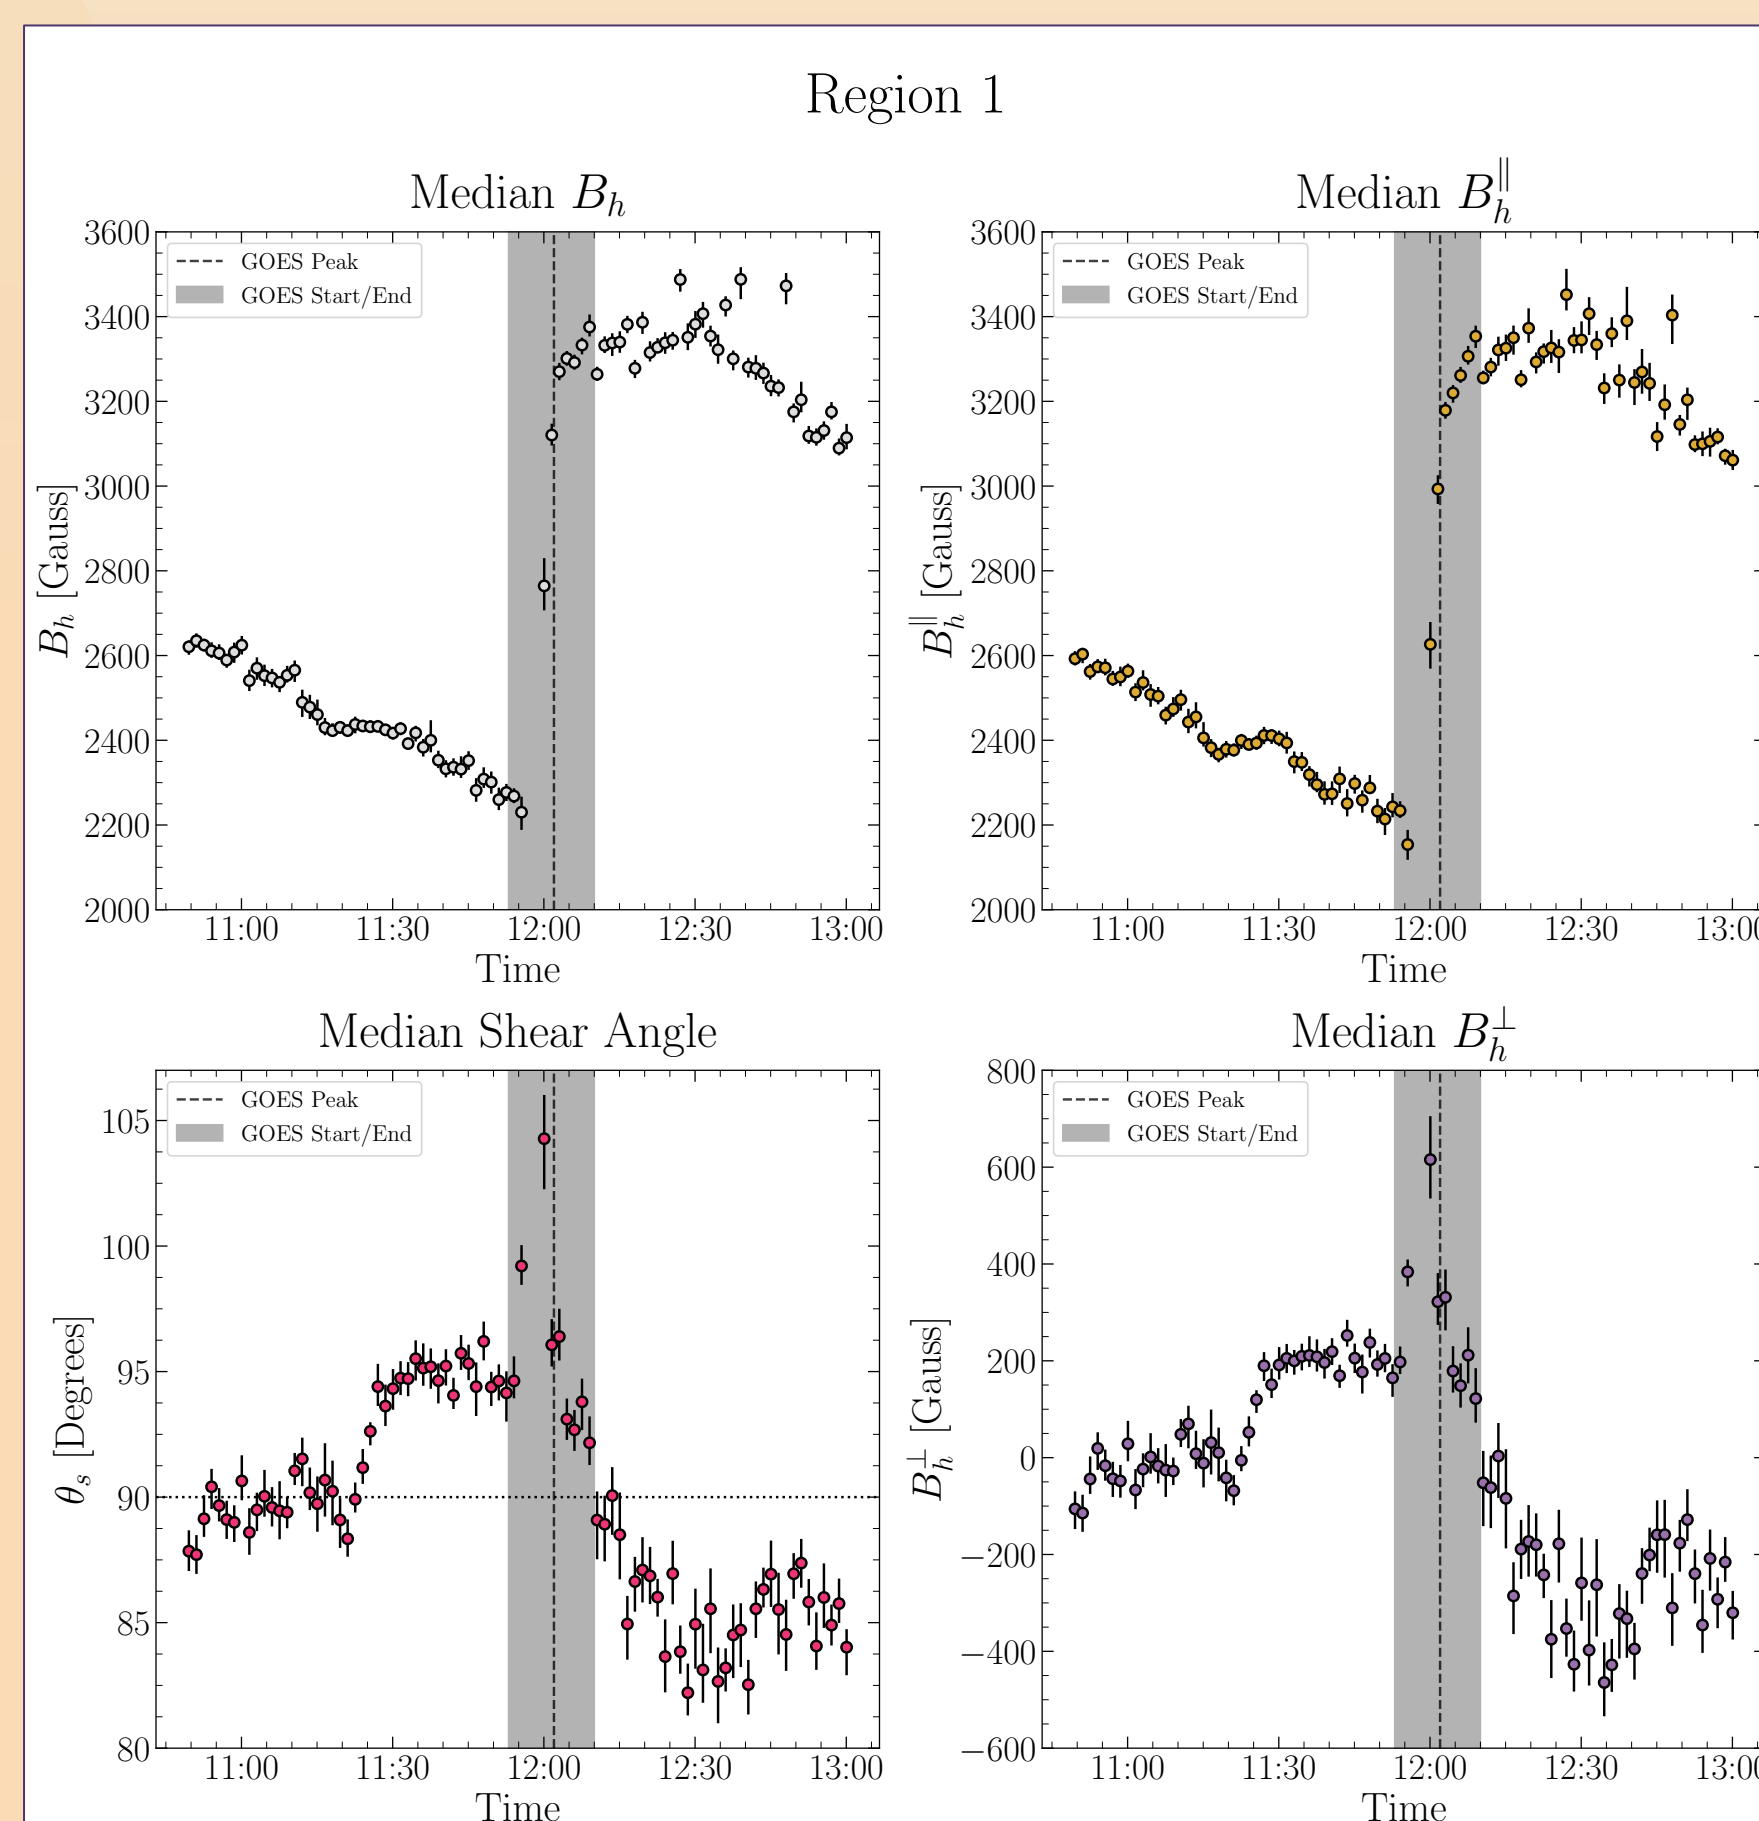 Region 1
Median B_h
GOES Peak
GOES Start/End
3600
3400
3200
3000
2800
2600
2400
2200
2000
B_h [Gauss]
11:00 11:30 12:00 12:30 13:00
Time
Median B_h^∥
GOES Peak
GOES Start/End
3600
3400
3200
3000
2800
2600
2400
2200
2000
B_h^∥ [Gauss]
11:00 11:30 12:00 12:30 13:00
Time
Median Shear Angle
GOES Peak
GOES Start/End
105
100
95
90
85
80
θ_s [Degrees]
11:00 11:30 12:00 12:30 13:00
Time
Median B_h^⊥
GOES Peak
GOES Start/End
800
600
400
200
0
−200
−400
−600
B_h^⊥ [Gauss]
11:00 11:30 12:00 12:30 13:00
Time